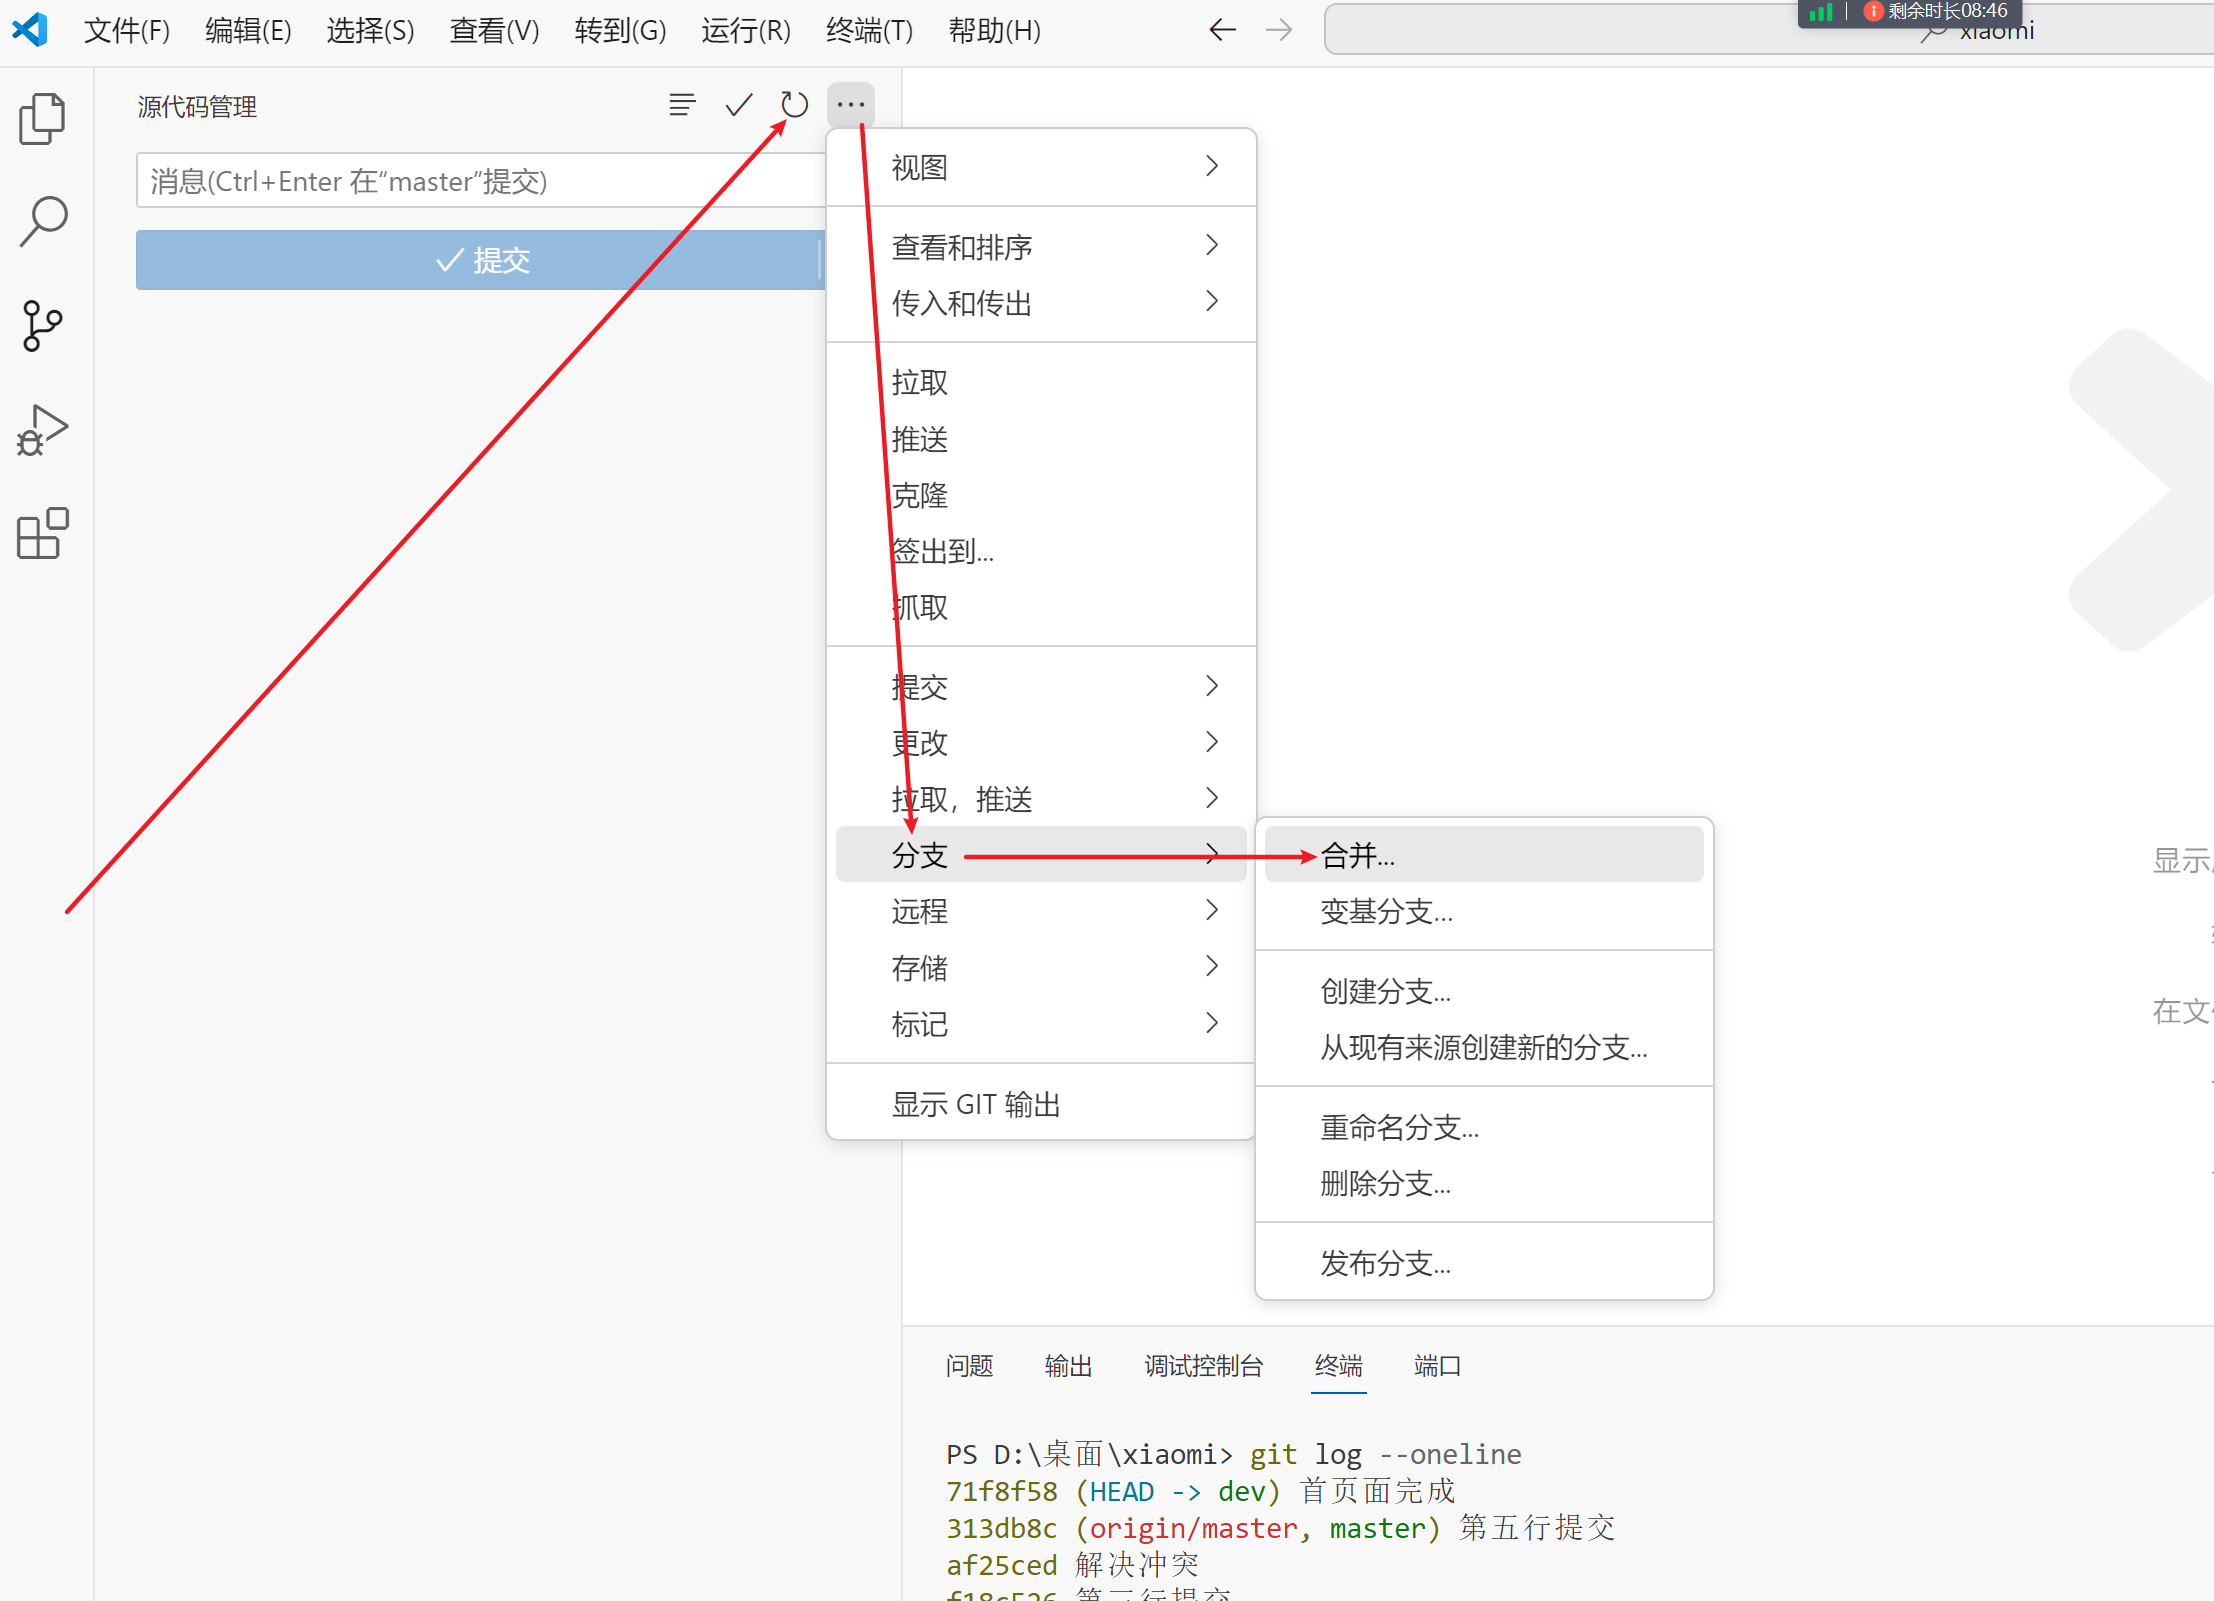 文件(F) 编辑(E) 选择(S) 查看(V) 转到(G) 运行(R) 终端(T) 帮助(H)
剩余时长08:46
xiaomi
源代码管理
消息(Ctrl+Enter 在“master”提交)
提交
视图
查看和排序
传入和传出
拉取
推送
克隆
签出到...
抓取
提交
更改
拉取，推送
分支
远程
存储
标记
显示 GIT 输出
合并...
变基分支...
创建分支...
从现有来源创建新的分支...
重命名分支...
删除分支...
发布分支...
显示
在文
问题 输出 调试控制台 终端 端口
PS D:\桌面\xiaomi> git log --oneline
71f8f58 (HEAD -> dev) 首页面完成
313db8c (origin/master, master) 第五行提交
af25ced 解决冲突